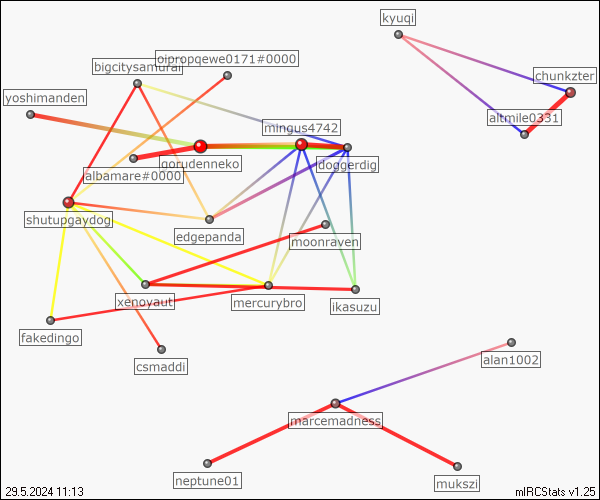 kyuqi
oipropqewe0171#0000
bigcitysamurai
chunkzter
yoshimanden
altmile0331
mingus4742
gorudenneko
doggerdig
albamare#0000
shutupgaydog
edgepanda
moonraven
xenoyaut
mercurybro
ikasuzu
fakedingo
csmaddi
alan1002
marcemadness
neptune01
mukszi
29.5.2024 11:13
mIRCStats v1.25